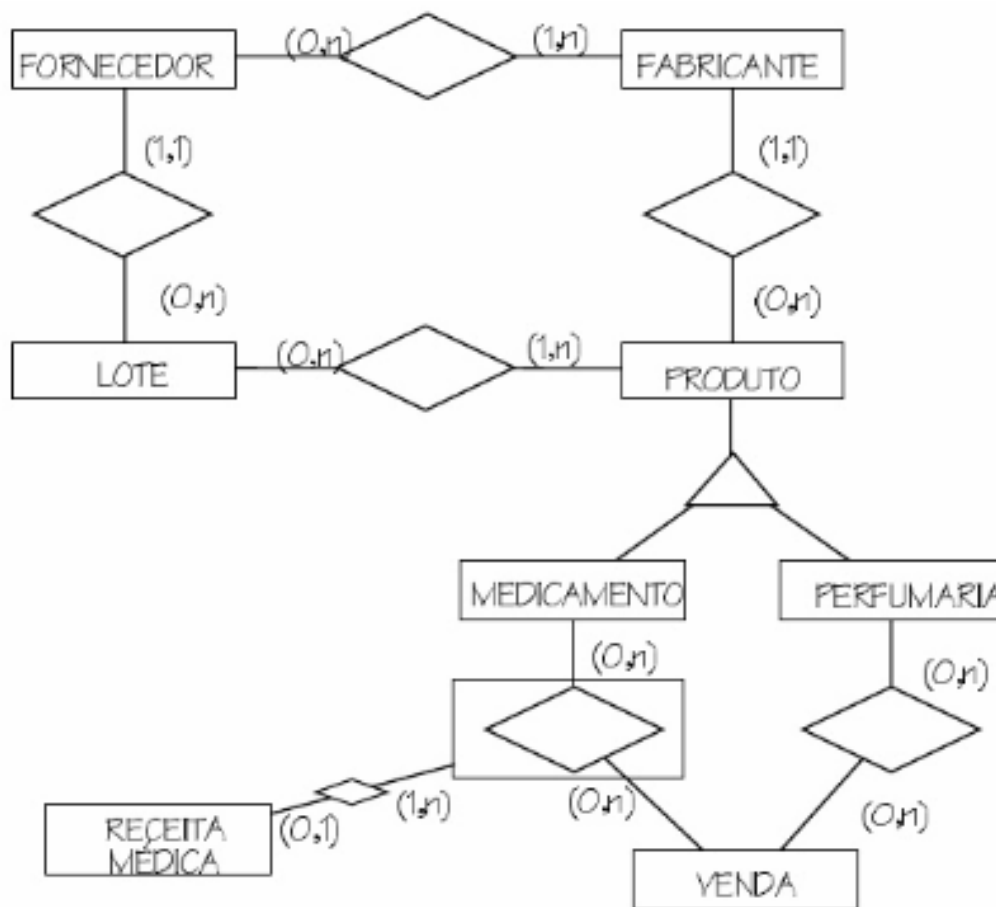 (0,n)
(1,n)
FORNECEDOR
FABRICANTE
(1,1)
(1,1)
(0,n)
(0,n)
(0,n)
(1,n)
LOTE
PRODUTO
MEDICAMENTO
PERFUMARIA
(0,n)
(0,n)
(1,n)
(0,n)
(0,n)
(0,1)
RECEITA
MÉDICA
VENDA